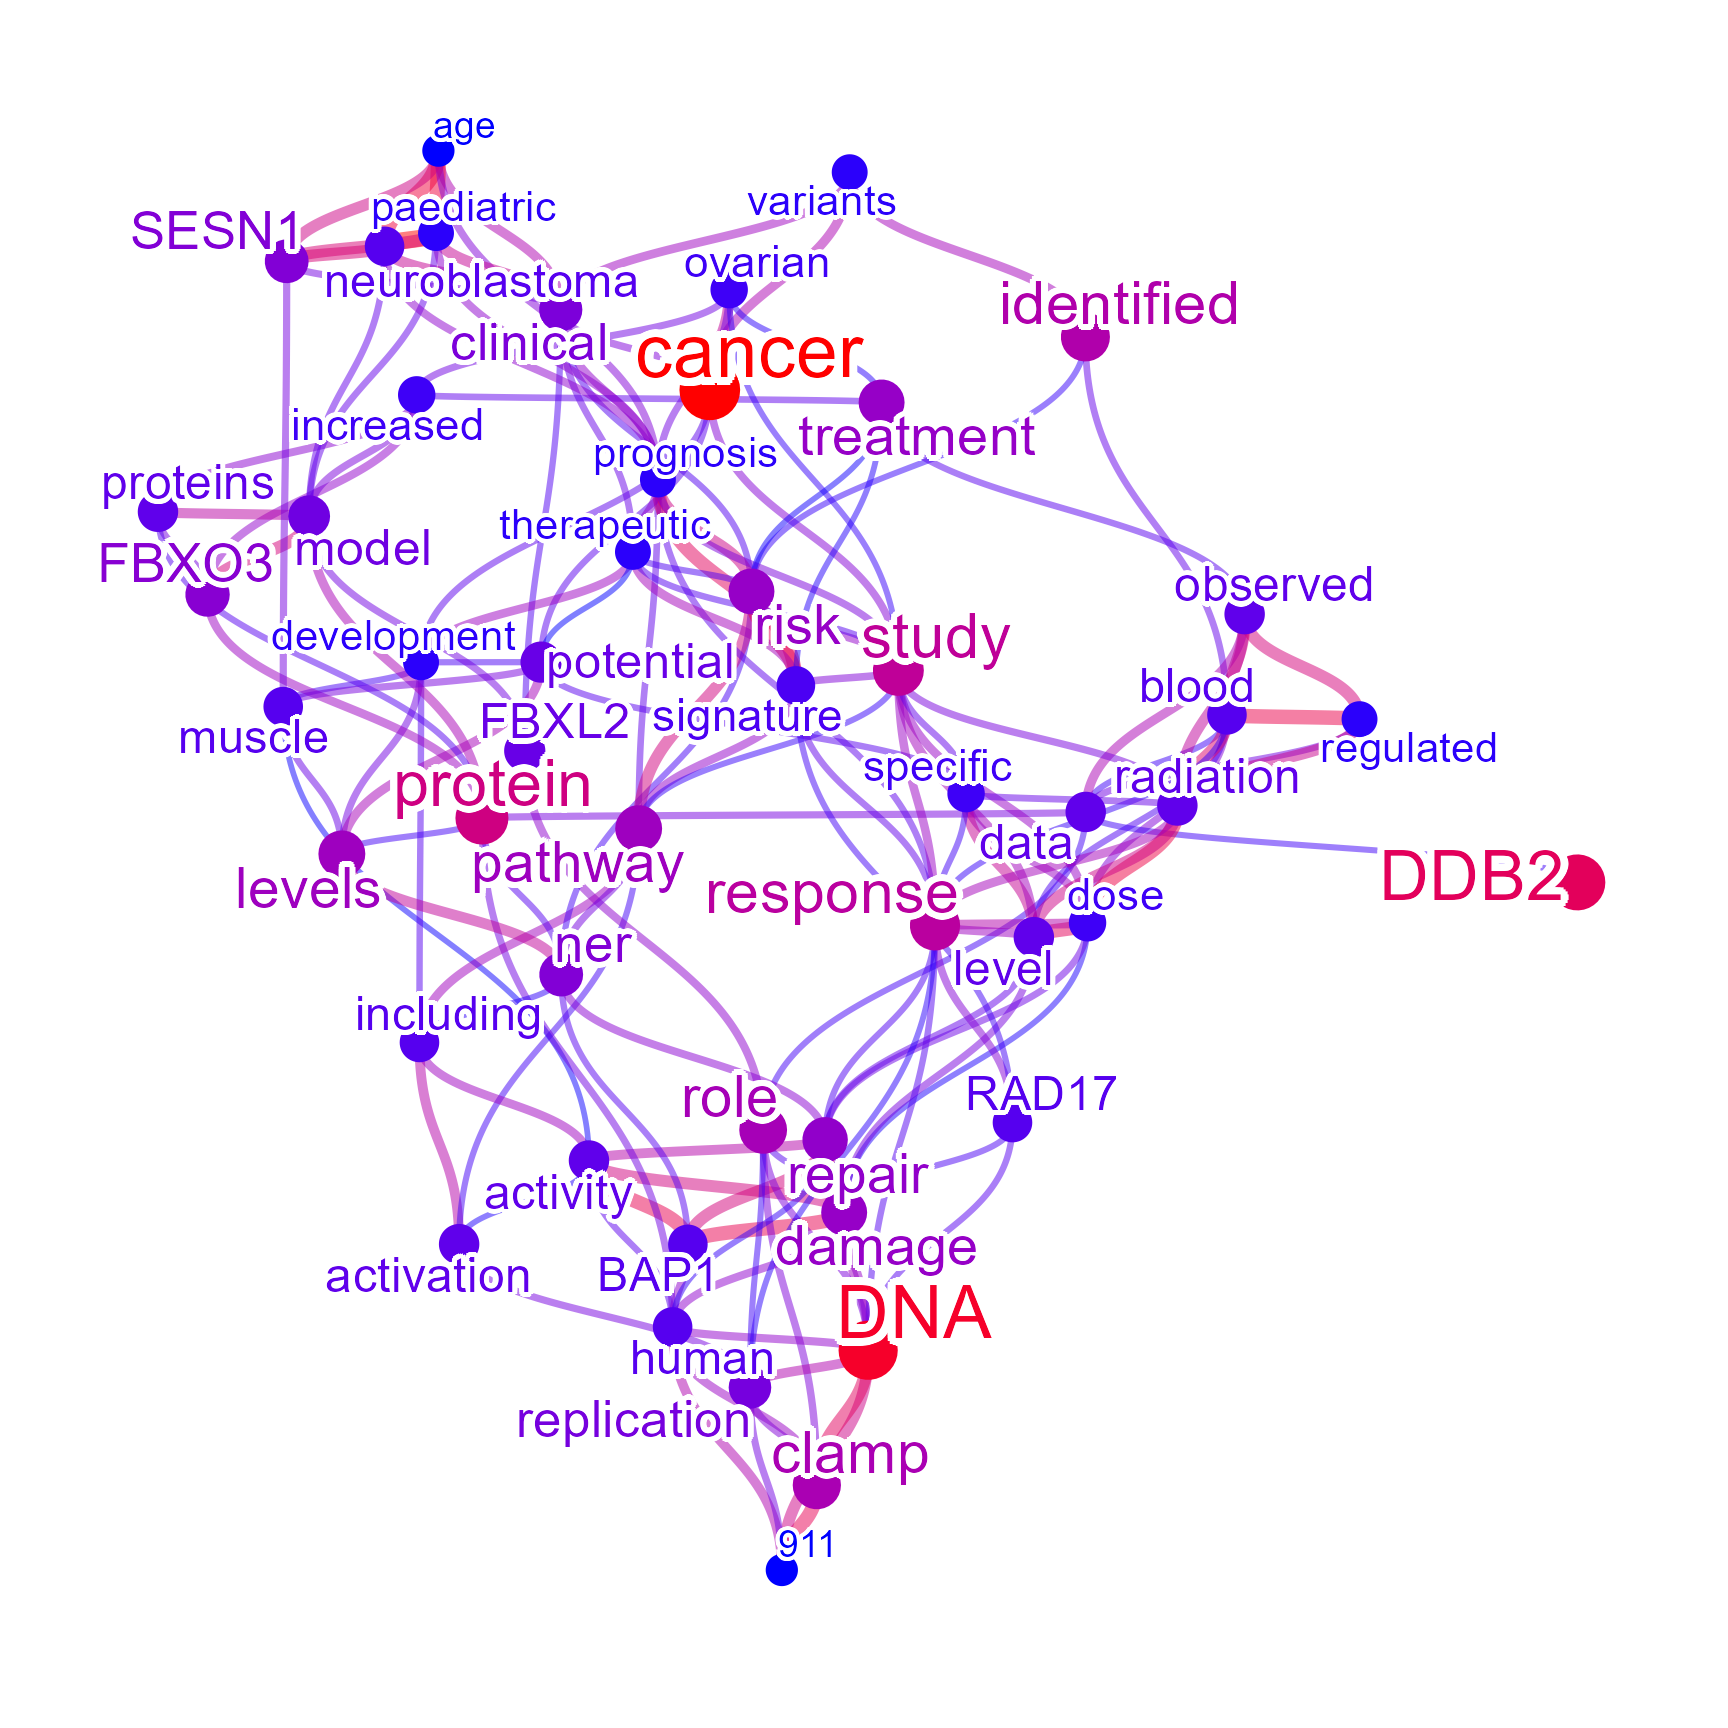 age
variants
paediatric
SESN1
ovarian
neuroblastoma
identified
clinical
cancer
increased
treatment
prognosis
proteins
therapeutic
model
FBXO3
observed
risk
study
development
potential
blood
signature
FBXL2
muscle
regulated
specific
radiation
protein
data
pathway
DDB2
levels
response
dose
ner
level
including
RAD17
role
repair
activity
damage
activation
BAP1
DNA
human
replication
clamp
911